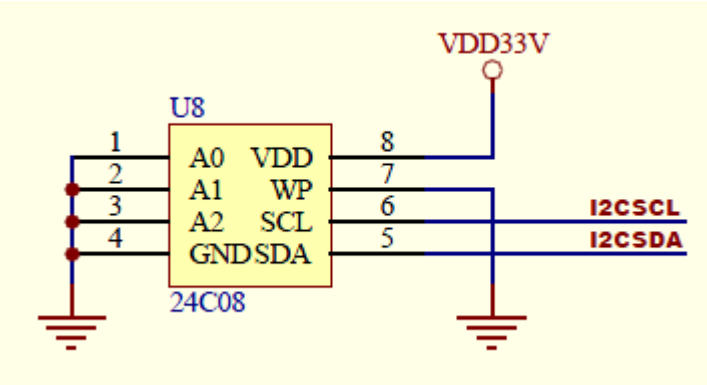 VDD33V
U8
1 A0 VDD 8
2 A1 WP 7
3 A2 SCL 6 I2CSCL
4 GND SDA 5 I2CSDA
24C08